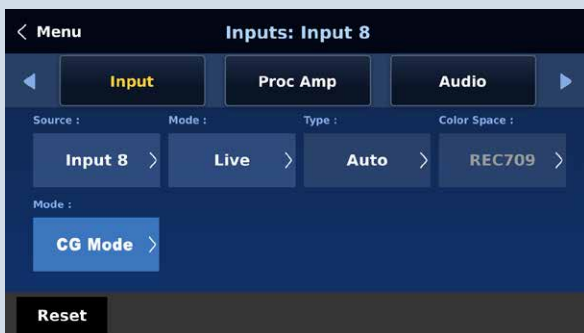 Menu
Inputs: Input 8
Input Proc Amp Audio
Source : Mode : Type : Color Space :
Input 8 Live Auto REC709
Mode :
CG Mode
Reset